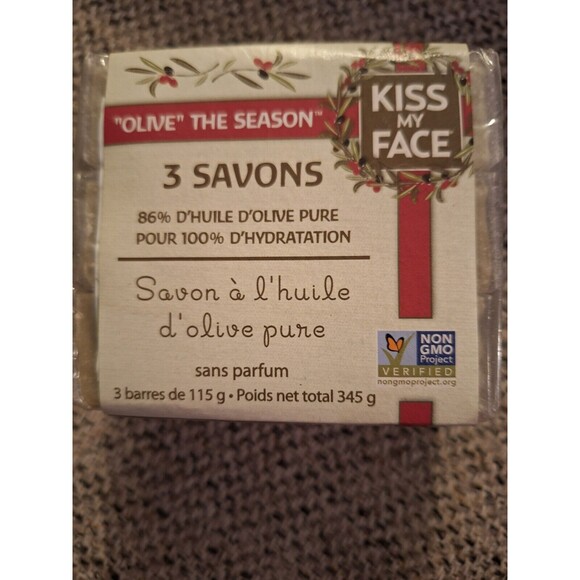 "OLIVE" THE SEASON™
KISS
MY
FACE
3 SAVONS
86% D'HUILE D'OLIVE PURE
POUR 100% D'HYDRATATION
Savon à l'huile
d'olive pure
sans parfum
3 barres de 115 g • Poids net total 345 g
NON
GMO
Project
VERIFIED
nongmoproject.org